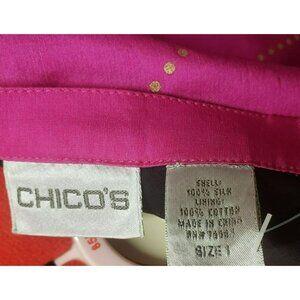 CHICO'S
SHELL:
100% SILK
LINING:
100% COTTON
MADE IN CHINA
SIZE 1